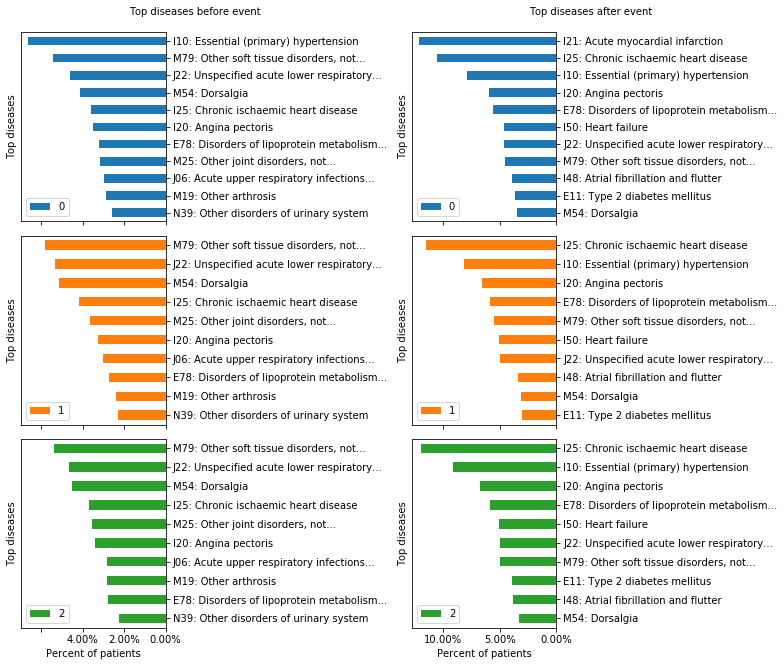 Top diseases before event
Top diseases
I10: Essential (primary) hypertension
M79: Other soft tissue disorders, not...
J22: Unspecified acute lower respiratory...
M54: Dorsalgia
I25: Chronic ischaemic heart disease
I20: Angina pectoris
E78: Disorders of lipoprotein metabolism...
M25: Other joint disorders, not...
J06: Acute upper respiratory infections...
M19: Other arthrosis
N39: Other disorders of urinary system
0
Top diseases after event
Top diseases
I21: Acute myocardial infarction
I25: Chronic ischaemic heart disease
I10: Essential (primary) hypertension
I20: Angina pectoris
E78: Disorders of lipoprotein metabolism...
I50: Heart failure
J22: Unspecified acute lower respiratory...
M79: Other soft tissue disorders, not...
I48: Atrial fibrillation and flutter
E11: Type 2 diabetes mellitus
M54: Dorsalgia
0
Top diseases
M79: Other soft tissue disorders, not...
J22: Unspecified acute lower respiratory...
M54: Dorsalgia
I25: Chronic ischaemic heart disease
M25: Other joint disorders, not...
I20: Angina pectoris
J06: Acute upper respiratory infections...
E78: Disorders of lipoprotein metabolism...
M19: Other arthrosis
N39: Other disorders of urinary system
1
Top diseases
I25: Chronic ischaemic heart disease
I10: Essential (primary) hypertension
I20: Angina pectoris
E78: Disorders of lipoprotein metabolism...
M79: Other soft tissue disorders, not...
I50: Heart failure
J22: Unspecified acute lower respiratory...
I48: Atrial fibrillation and flutter
M54: Dorsalgia
E11: Type 2 diabetes mellitus
1
Top diseases
M79: Other soft tissue disorders, not...
J22: Unspecified acute lower respiratory...
M54: Dorsalgia
I25: Chronic ischaemic heart disease
M25: Other joint disorders, not...
I20: Angina pectoris
J06: Acute upper respiratory infections...
M19: Other arthrosis
E78: Disorders of lipoprotein metabolism...
N39: Other disorders of urinary system
2
4.00% 2.00% 0.00%
Percent of patients
Top diseases
I25: Chronic ischaemic heart disease
I10: Essential (primary) hypertension
I20: Angina pectoris
E78: Disorders of lipoprotein metabolism...
I50: Heart failure
J22: Unspecified acute lower respiratory...
M79: Other soft tissue disorders, not...
E11: Type 2 diabetes mellitus
I48: Atrial fibrillation and flutter
M54: Dorsalgia
2
10.00% 5.00% 0.00%
Percent of patients